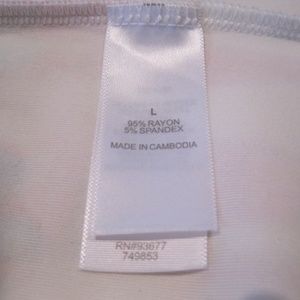 L
95% RAYON
5% SPANDEX
MADE IN CAMBODIA
RN#93677
749853